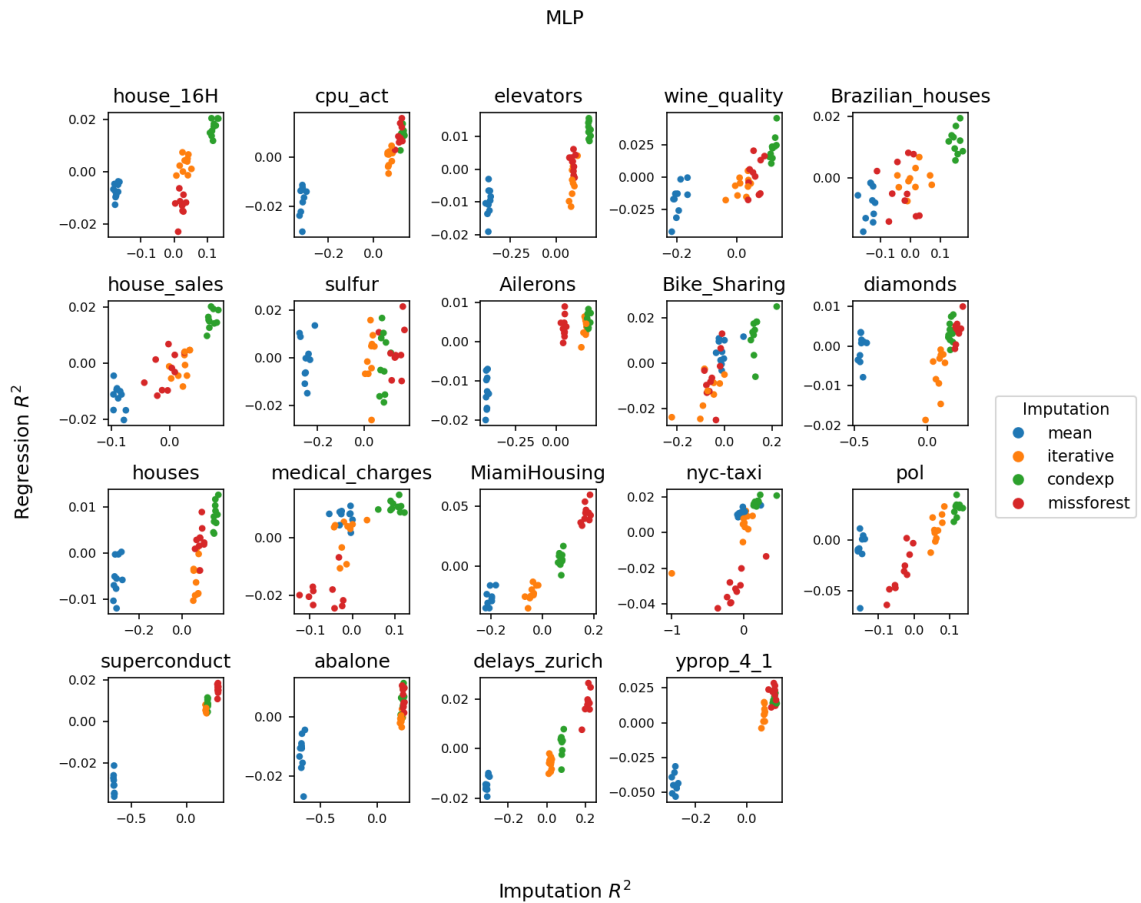 MLP
house_16H cpu_act elevators wine_quality Brazilian_houses
0.02 0.00 −0.02
−0.1 0.0 0.1
0.00 −0.02
0.0
0.01 0.00 −0.01 −0.02
−0.25 0.00
0.025 0.000 −0.025
−0.2 0.0
0.02 0.00
−0.1 0.0 0.1
house_sales sulfur Ailerons Bike_Sharing diamonds
0.02 0.00 −0.02
−0.1 0.0
0.02 0.00 −0.02
−0.2 0.0
0.01 0.00 −0.01 −0.02
−0.25 0.00
0.02 0.00 −0.02
−0.2 0.0 0.2
0.01 0.00 −0.01 −0.02
−0.5 0.0
Regression R²
Imputation
mean
iterative
condexp
missforest
houses medical_charges MiamiHousing nyc-taxi pol
0.01 0.00 −0.01
−0.2 0.0
0.00 −0.02
−0.1 0.0 0.1
0.05 0.00
−0.2 0.0 0.2
0.02 0.00 −0.02 −0.04
−1 0
0.05 0.00 −0.05
−0.1 0.0 0.1
superconduct abalone delays_zurich yprop_4_1
0.02 0.00 −0.02
−0.5 0.0
0.00 −0.02
−0.5 0.0
0.02 0.00 −0.02
−0.2 0.0 0.2
0.025 0.000 −0.025 −0.050
−0.2 0.0
Imputation R²